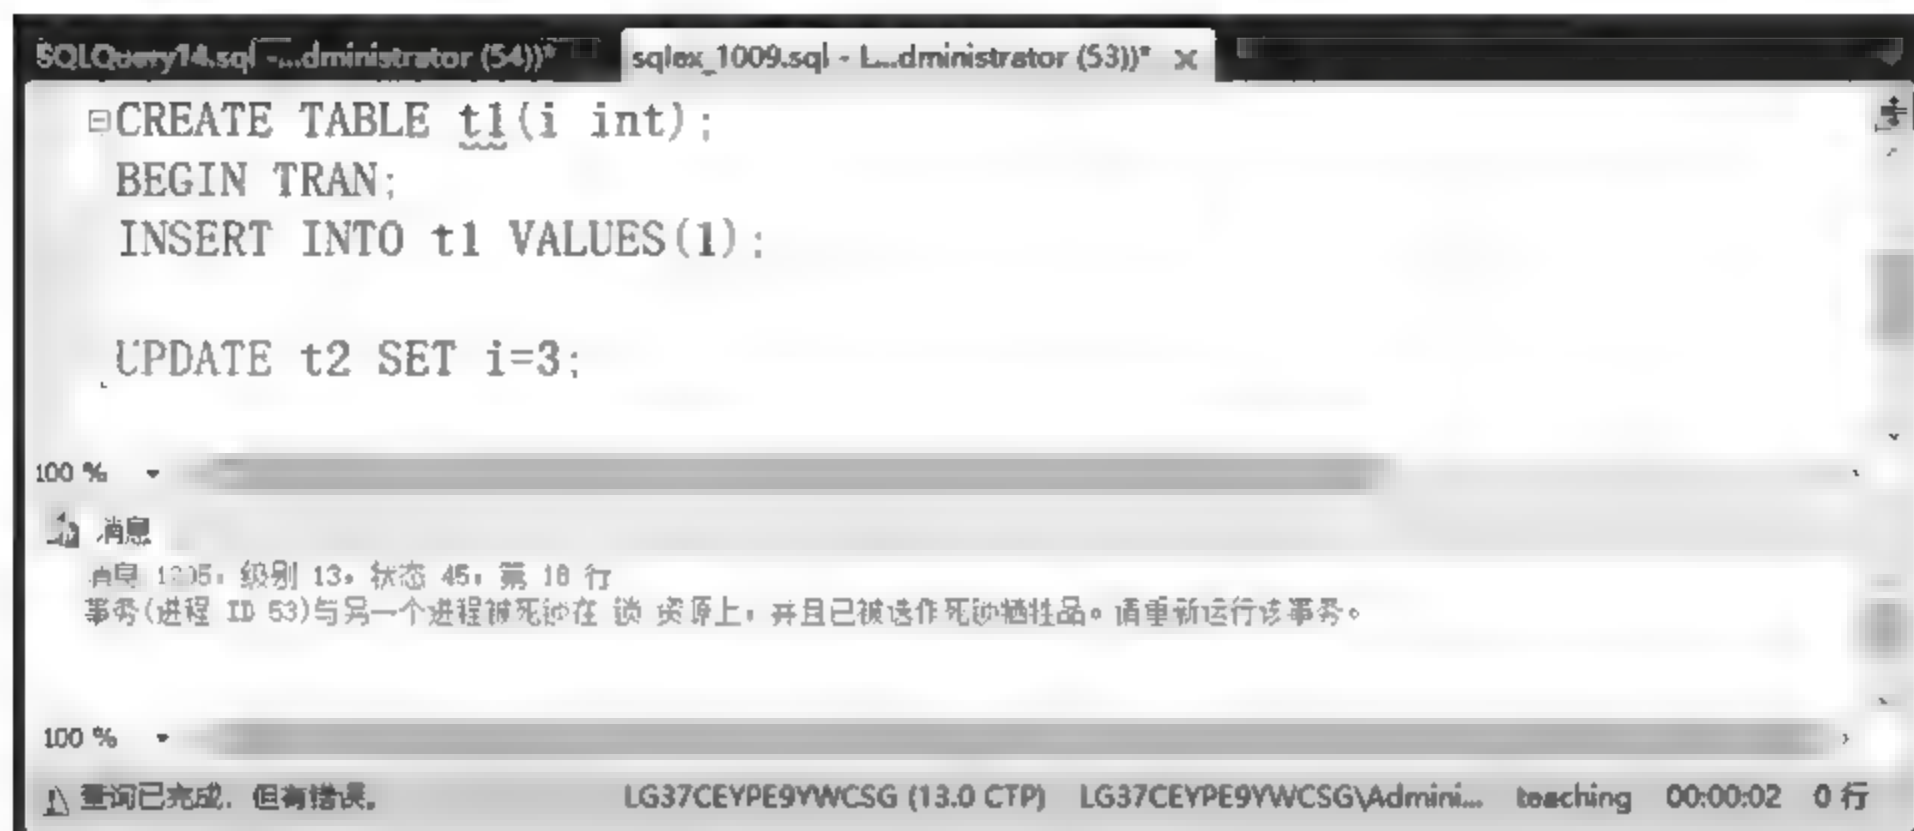 SQLQuery14.sql -...dministrator (54))* sqlex_1009.sql - L...dministrator (53))* ×
CREATE TABLE t1(i int);
BEGIN TRAN;
INSERT INTO t1 VALUES(1);
UPDATE t2 SET i=3;
100 %
消息
消息 1205, 级别 13, 状态 45, 第 18 行
事务(进程 ID 53)与另一个进程被死锁在 锁 资源上, 并且已被选作死锁牺牲品。请重新运行该事务。
100 %
查询已完成, 但有错误。 LG37CEYPE9YWCSG (13.0 CTP) LG37CEYPE9YWCSG\Admini... teaching 00:00:02 0 行